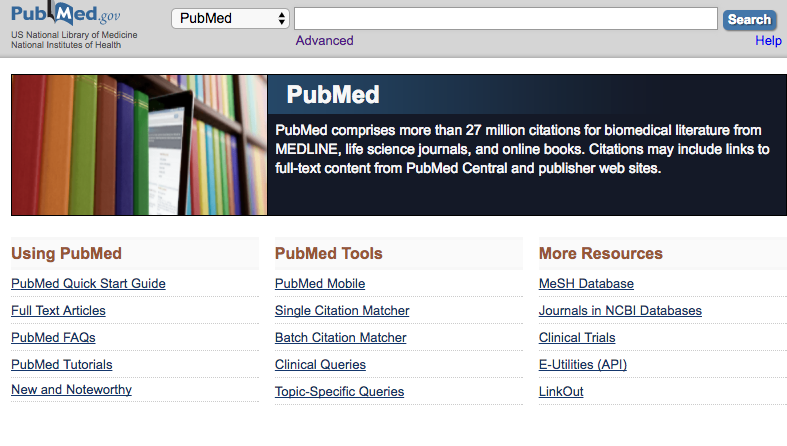 PubMed.gov
US National Library of Medicine
National Institutes of Health
PubMed
Search
Advanced
Help
PubMed
PubMed comprises more than 27 million citations for biomedical literature from
MEDLINE, life science journals, and online books. Citations may include links to
full-text content from PubMed Central and publisher web sites.
Using PubMed
PubMed Quick Start Guide
Full Text Articles
PubMed FAQs
PubMed Tutorials
New and Noteworthy
PubMed Tools
PubMed Mobile
Single Citation Matcher
Batch Citation Matcher
Clinical Queries
Topic-Specific Queries
More Resources
MeSH Database
Journals in NCBI Databases
Clinical Trials
E-Utilities (API)
LinkOut